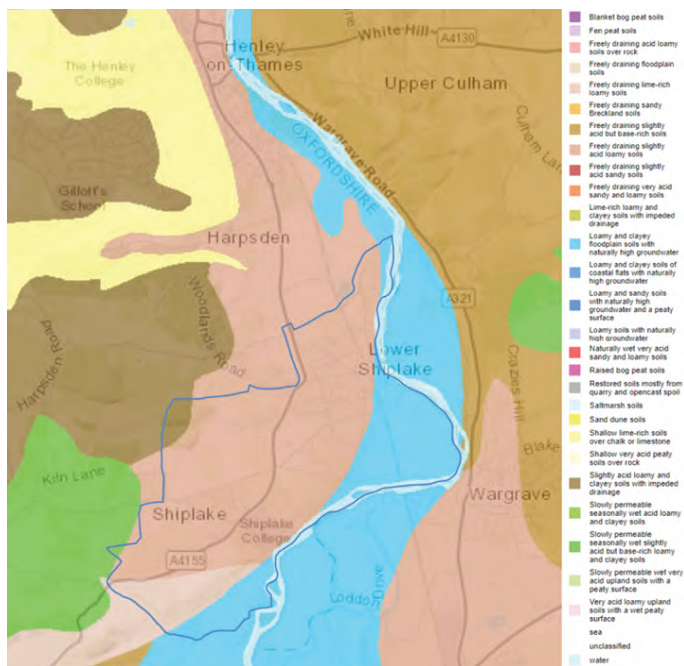 White Hill
A4130
Henley
-on-Thames
The Henley
College
Upper Culham
Wargrave Road
OXFORDSHIRE
Culham Lane
Gillott's
School
Harpsden
Woodlands Road
A321
Lower
Shiplake
Harpsden
Road
Crazies Hill
Kiln Lane
Blake
Wargrave
Shiplake
Shiplake
College
A4155
Loddon Drive
Blanket bog peat soils
Fen peat soils
Freely draining acid loamy
soils over rock
Freely draining floodplain
soils
Freely draining lime-rich
loamy soils
Freely draining sandy
Breckland soils
Freely draining slightly
acid but base-rich soils
Freely draining slightly
acid loamy soils
Freely draining slightly
acid sandy soils
Freely draining very acid
sandy and loamy soils
Lime-rich loamy and
clayey soils with impeded
drainage
Loamy and clayey
floodplain soils with
naturally high groundwater
Loamy and clayey soils of
coastal flats with naturally
high groundwater
Loamy and sandy soils
with naturally high
groundwater and a peaty
surface
Loamy soils with naturally
high groundwater
Naturally wet very acid
sandy and loamy soils
Raised bog peat soils
Restored soils mostly from
quarry and opencast spoil
Saltmarsh soils
Sand dune soils
Shallow lime-rich soils
over chalk or limestone
Shallow very acid peaty
soils over rock
Slightly acid loamy and
clayey soils with impeded
drainage
Slowly permeable
seasonally wet acid loamy
and clayey soils
Slowly permeable
seasonally wet slightly
acid but base-rich loamy
and clayey soils
Slowly permeable wet very
acid upland soils with a
peaty surface
Very acid loamy upland
soils with a wet peaty
surface
sea
unclassified
water